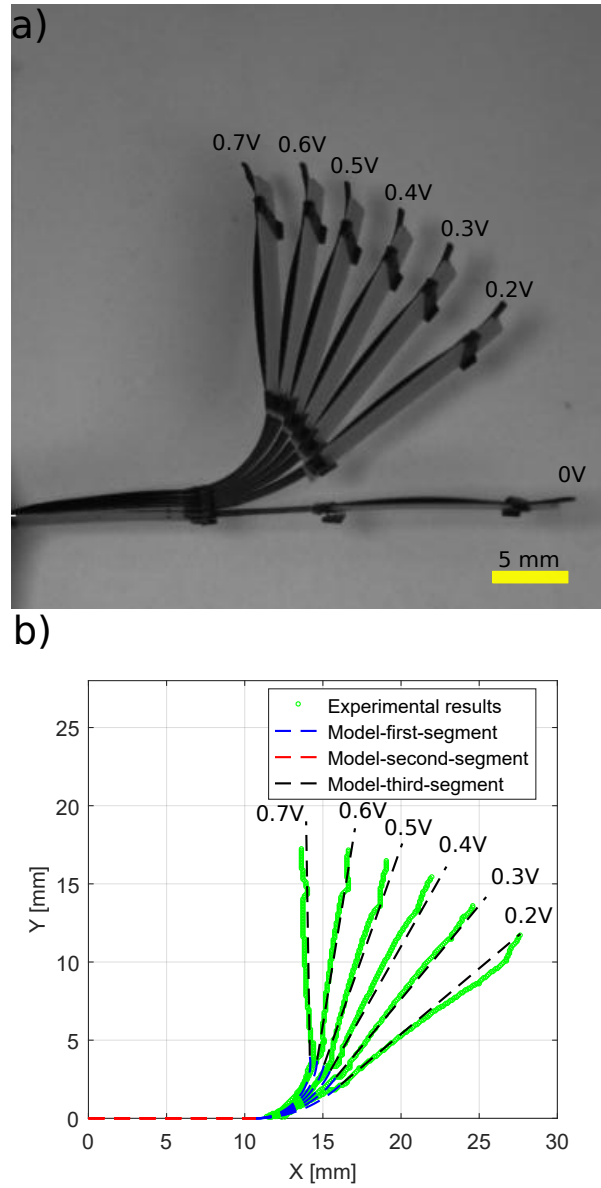 a)
0.7V
0.6V
0.5V
0.4V
0.3V
0.2V
0V
5 mm
b)
Experimental results
Model-first-segment
Model-second-segment
Model-third-segment
0.7V
0.6V
0.5V
0.4V
0.3V
0.2V
Y [mm]
25
20
15
10
5
0
0 5 10 15 20 25 30
X [mm]